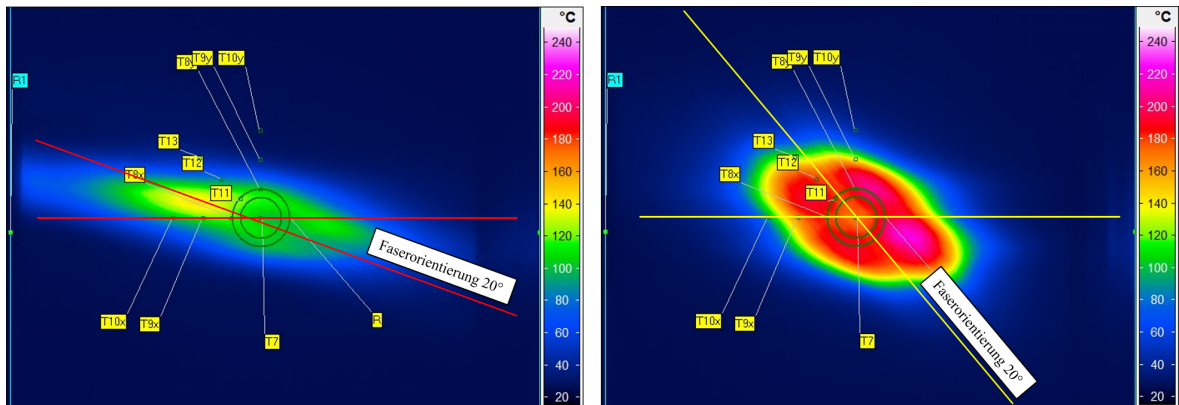 °C
240
220
200
180
160
140
120
100
80
60
40
20
R1
T8y
T9y
T10y
T13
T12
T8x
T11
Faserorientierung 20°
T10x
T9x
R
T7
°C
240
220
200
180
160
140
120
100
80
60
40
20
R1
T8y
T9y
T10y
T13
T12
T8x
T11
Faserorientierung 20°
T10x
T9x
T7